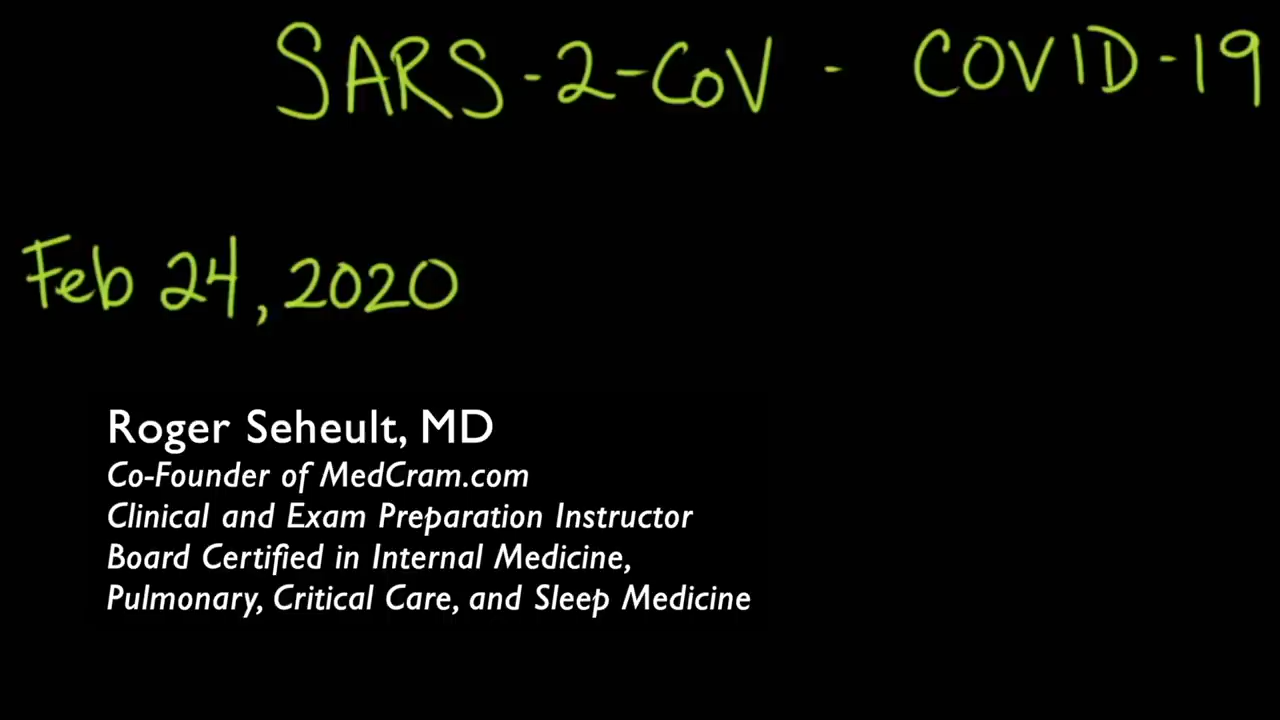 SARS-2-CoV - COVID-19
Feb 24, 2020
Roger Seheult, MD
Co-Founder of MedCram.com
Clinical and Exam Preparation Instructor
Board Certified in Internal Medicine,
Pulmonary, Critical Care, and Sleep Medicine